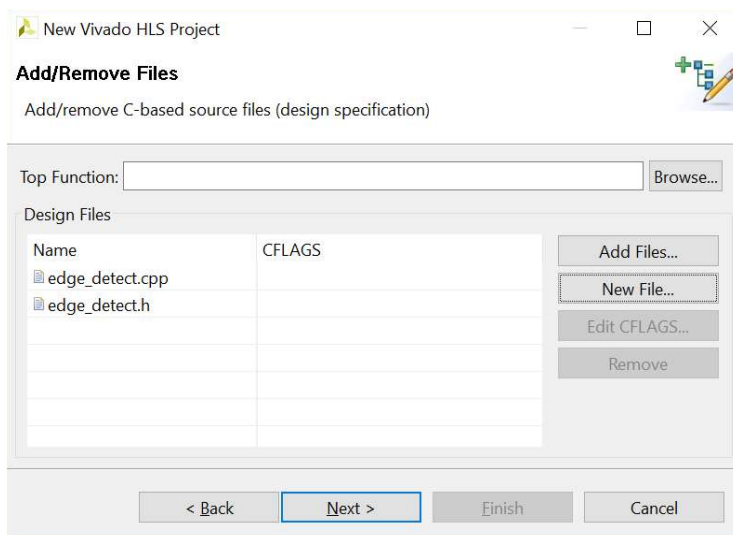 New Vivado HLS Project
Add/Remove Files
Add/remove C-based source files (design specification)
Top Function: Browse...
Design Files
Name CFLAGS
edge_detect.cpp
edge_detect.h
Add Files...
New File...
Edit CFLAGS...
Remove
< Back Next > Finish Cancel